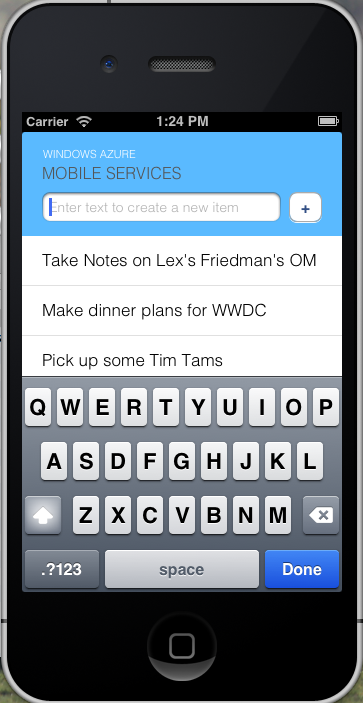 Carrier 1:24 PM
WINDOWS AZURE
MOBILE SERVICES
Enter text to create a new item +
Take Notes on Lex's Friedman's OM
Make dinner plans for WWDC
Pick up some Tim Tams
Q W E R T Y U I O P
A S D F G H J K L
Z X C V B N M
.?123 space Done